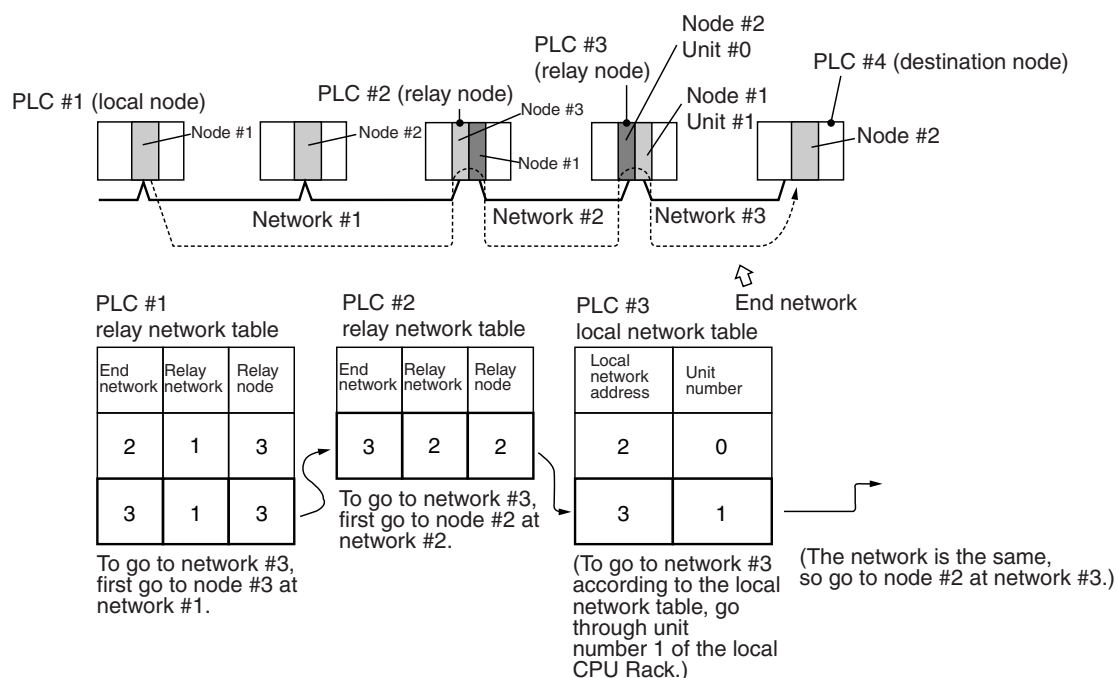 Node #2
Unit #0
PLC #3
(relay node)
PLC #4 (destination node)
PLC #1 (local node)
PLC #2 (relay node)
Node #1
Unit #1
Node #1
Node #2
Node #3
Node #1
Node #2
Network #1
Network #2
Network #3
End network
PLC #1
relay network table
End
network
Relay
network
Relay
node
2 1 3
3 1 3
To go to network #3,
first go to node #3 at
network #1.
PLC #2
relay network table
End
network
Relay
network
Relay
node
3 2 2
To go to network #3,
first go to node #2 at
network #2.
PLC #3
local network table
Local
network
address
Unit
number
2 0
3 1
(To go to network #3
according to the local
network table, go
through unit
number 1 of the local
CPU Rack.)
(The network is the same,
so go to node #2 at network #3.)